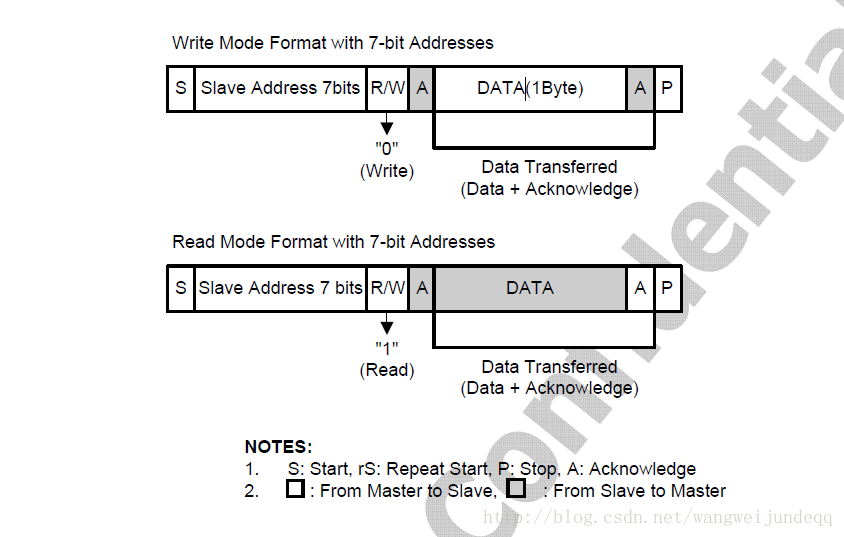 Write Mode Format with 7-bit Addresses
S Slave Address 7bits R/W A DATA(1Byte) A P
"0"
(Write)
Data Transferred
(Data + Acknowledge)
Read Mode Format with 7-bit Addresses
S Slave Address 7 bits R/W A DATA A P
"1"
(Read)
Data Transferred
(Data + Acknowledge)
NOTES:
1. S: Start, rS: Repeat Start, P: Stop, A: Acknowledge
2. : From Master to Slave, : From Slave to Master
Confidential
http://blog.csdn.net/wangweijundeqq